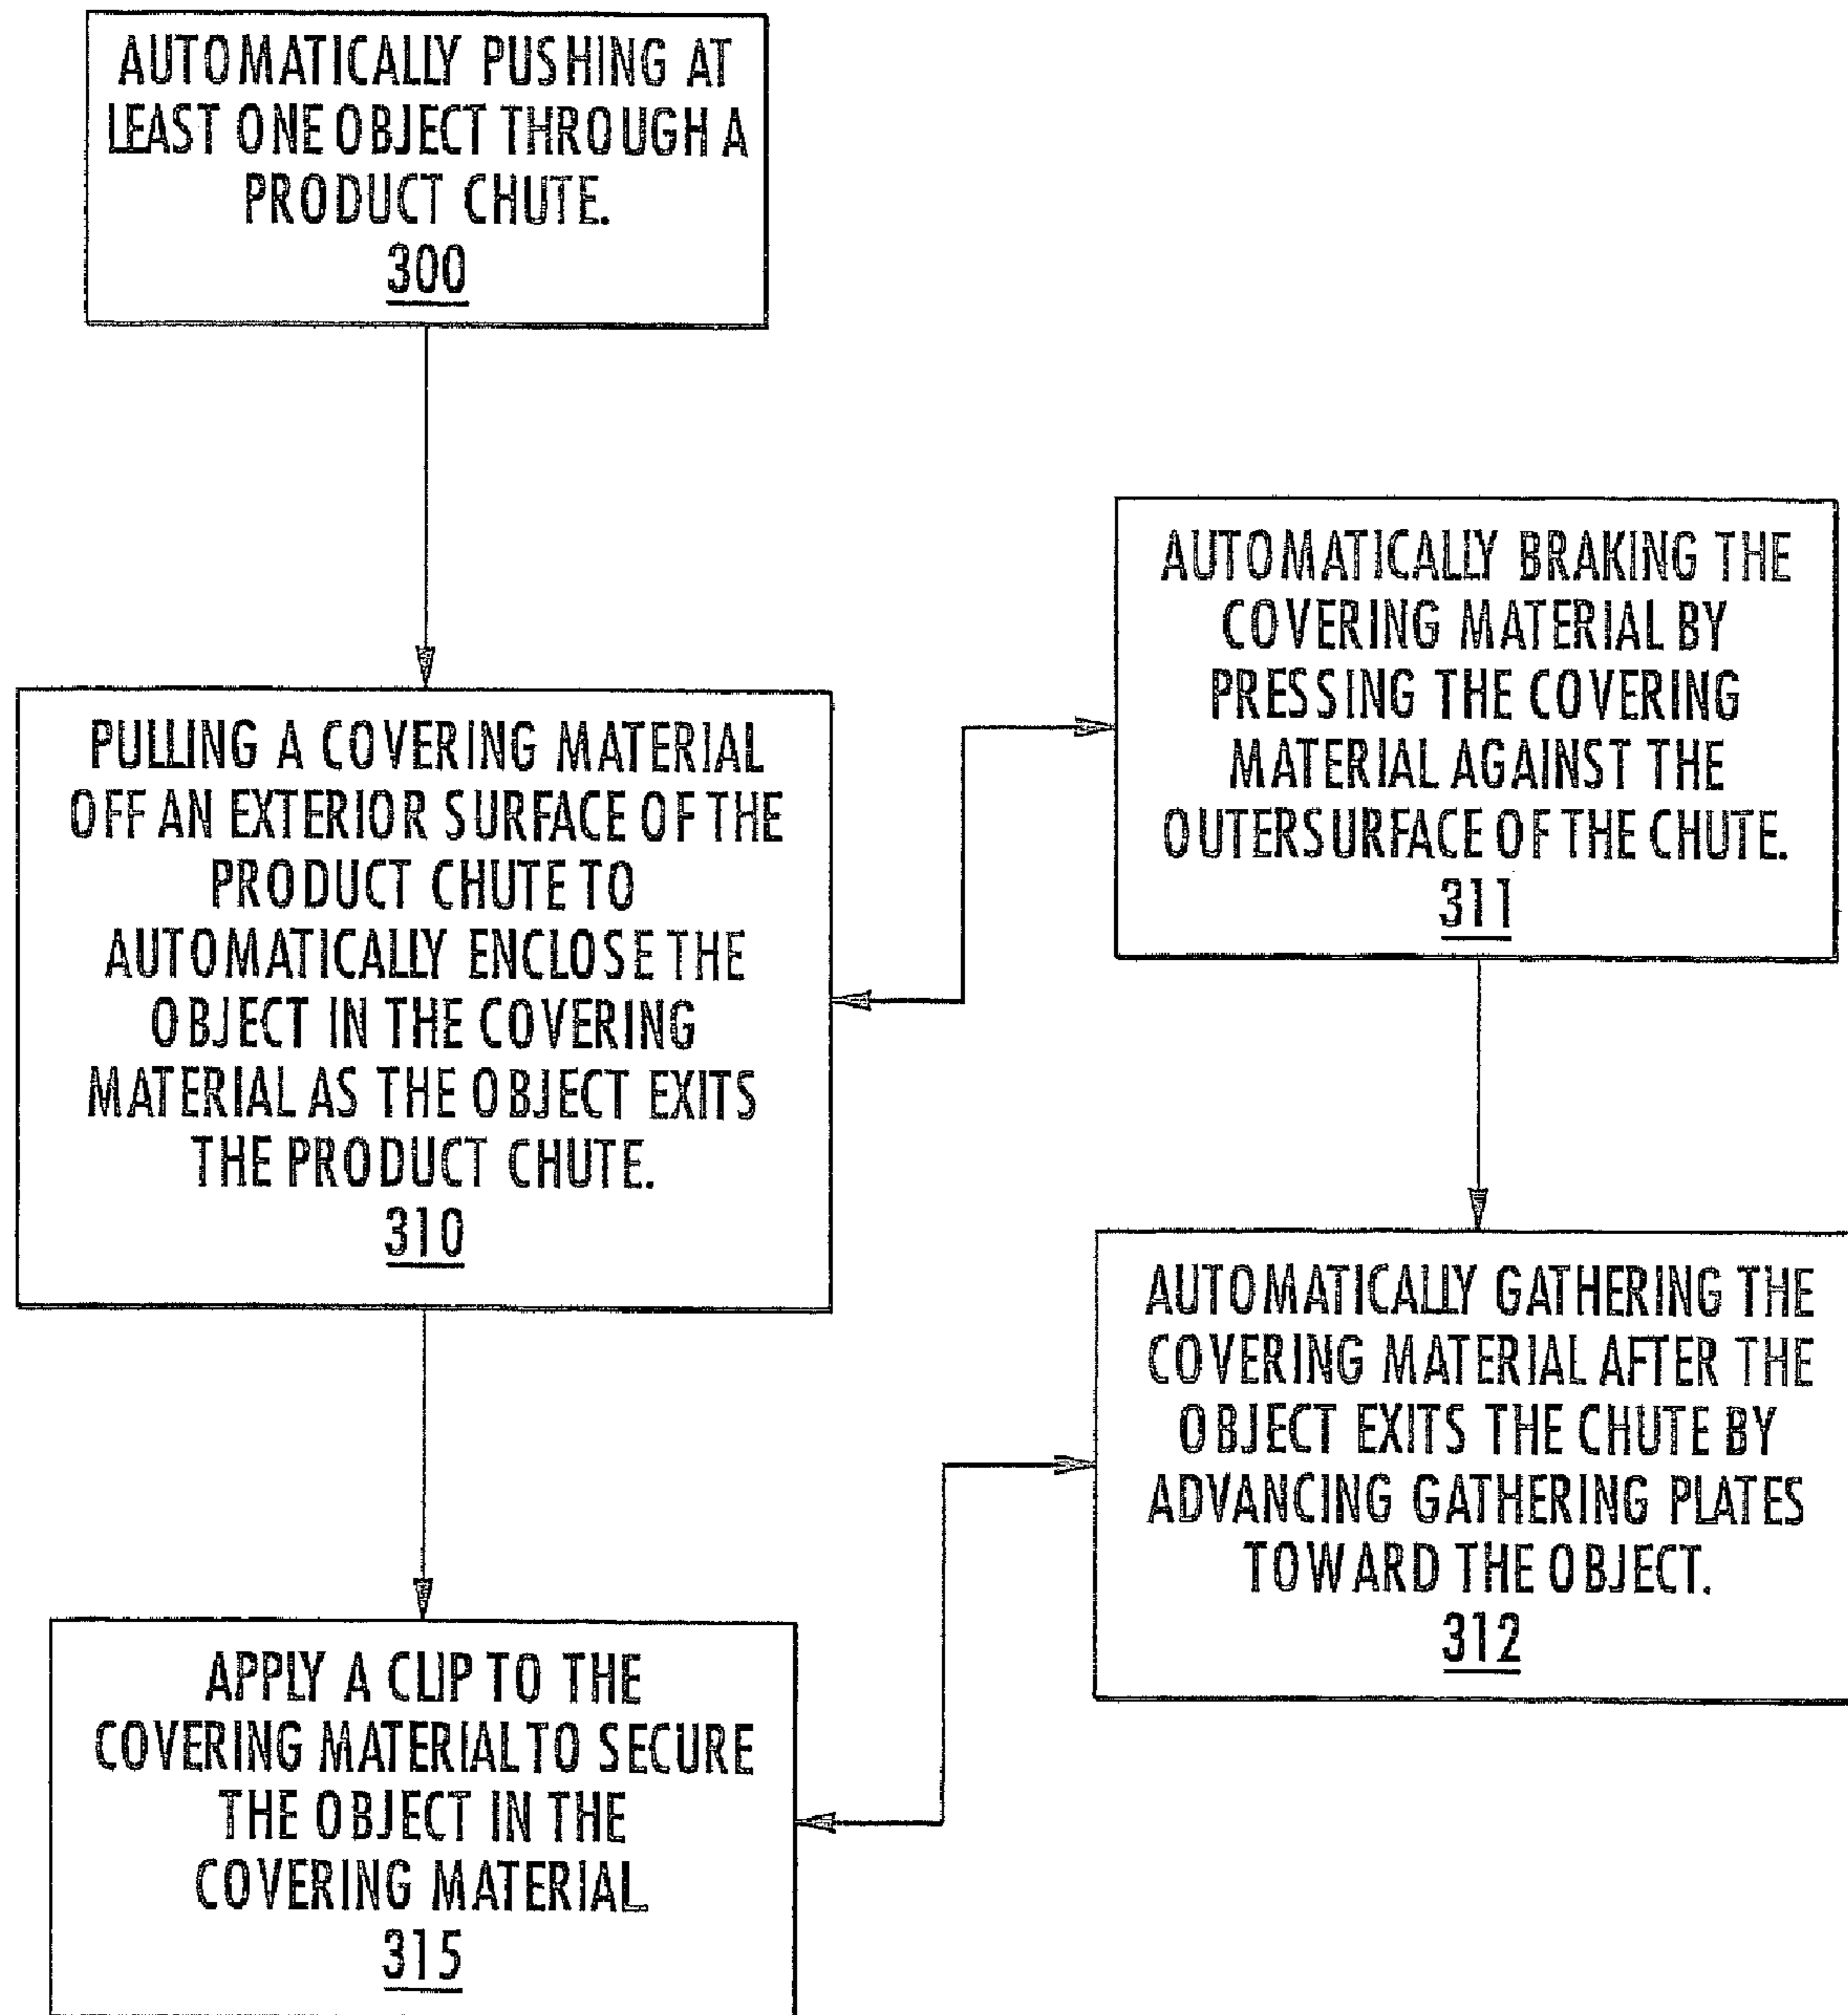 AUTOMATICALLY PUSHING AT
LEAST ONE OBJECT THROUGH A
PRODUCT CHUTE.
300
PULLING A COVERING MATERIAL
OFF AN EXTERIOR SURFACE OF THE
PRODUCT CHUTE TO
AUTOMATICALLY ENCLOSE THE
OBJECT IN THE COVERING
MATERIAL AS THE OBJECT EXITS
THE PRODUCT CHUTE.
310
AUTOMATICALLY BRAKING THE
COVERING MATERIAL BY
PRESSING THE COVERING
MATERIAL AGAINST THE
OUTERSURFACE OF THE CHUTE.
311
AUTOMATICALLY GATHERING THE
COVERING MATERIAL AFTER THE
OBJECT EXITS THE CHUTE BY
ADVANCING GATHERING PLATES
TOWARD THE OBJECT.
312
APPLY A CLIP TO THE
COVERING MATERIAL TO SECURE
THE OBJECT IN THE
COVERING MATERIAL.
315